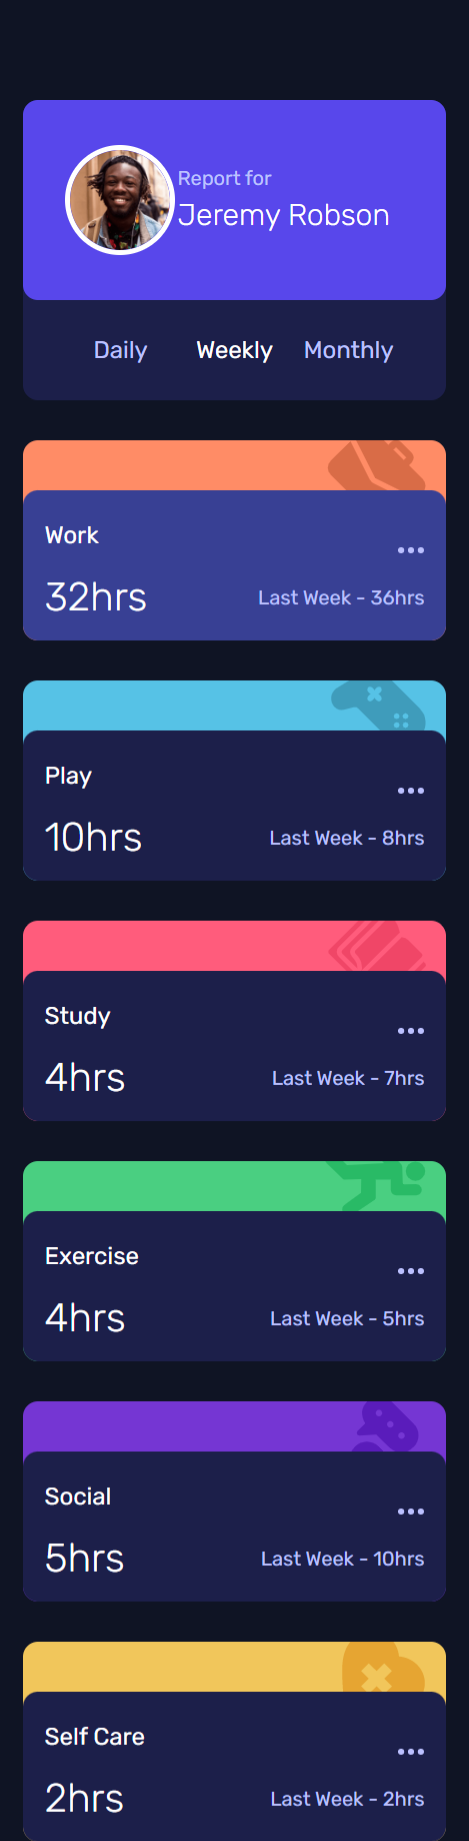 Report for
Jeremy Robson
Daily Weekly Monthly
Work
32hrs Last Week - 36hrs
Play
10hrs Last Week - 8hrs
Study
4hrs Last Week - 7hrs
Exercise
4hrs Last Week - 5hrs
Social
5hrs Last Week - 10hrs
Self Care
2hrs Last Week - 2hrs